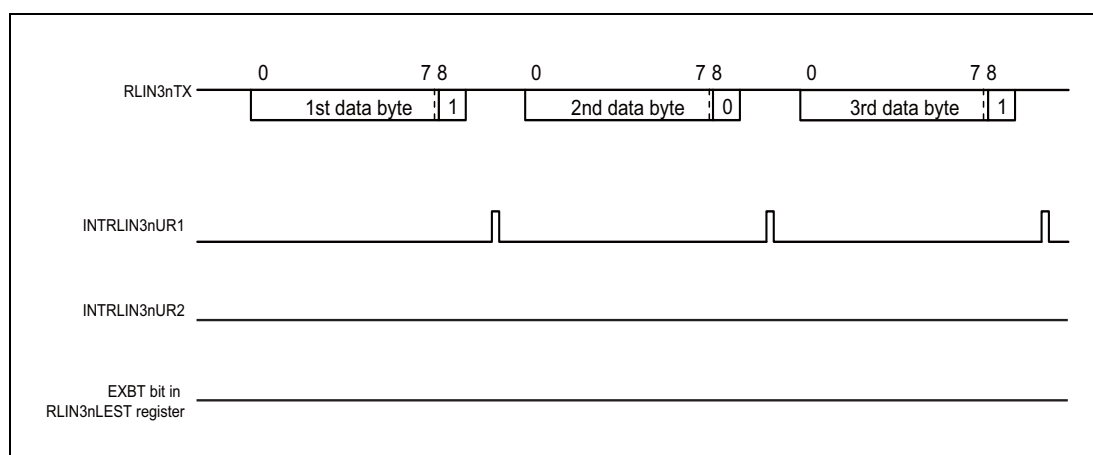 0 7 8 0 7 8 0 7 8
RLIN3nTX
1st data byte 1 2nd data byte 0 3rd data byte 1
INTRLIN3nUR1
INTRLIN3nUR2
EXBT bit in
RLIN3nLEST register